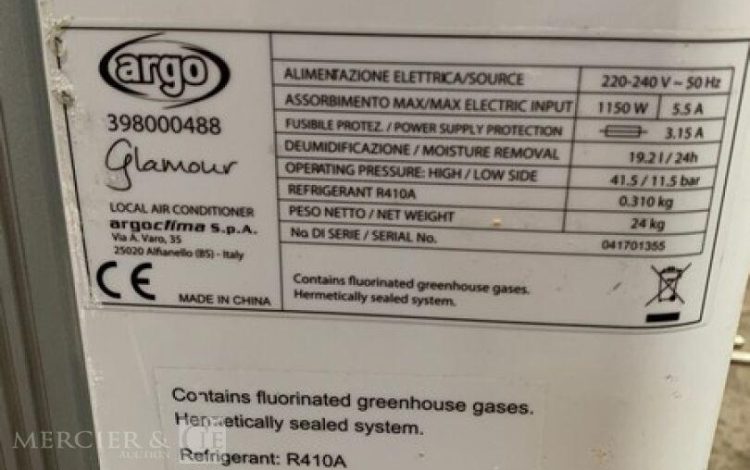 argo
398000488
Glamour
LOCAL AIR CONDITIONER
argoclima S.p.A.
Via A. Varo, 35
25020 Alfianello (BS) - Italy
CE
MADE IN CHINA
ALIMENTAZIONE ELETTRICA/SOURCE 220-240 V ~ 50 Hz
ASSORBIMENTO MAX/MAX ELECTRIC INPUT 1150 W 5.5 A
FUSIBILE PROTEZ. / POWER SUPPLY PROTECTION 3.15 A
DEUMIDIFICAZIONE / MOISTURE REMOVAL 19.2 l / 24h
OPERATING PRESSURE: HIGH / LOW SIDE 41.5 / 11.5 bar
REFRIGERANT R410A 0.310 kg
PESO NETTO / NET WEIGHT 24 kg
No DI SERIE / SERIAL No. 041701355
Contains fluorinated greenhouse gases.
Hermetically sealed system.
Contains fluorinated greenhouse gases.
Hermetically sealed system.
Refrigerant: R410A
MERCIER & CIE
AUCTION